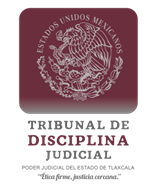 ESTADOS UNIDOS MEXICANOS
TRIBUNAL DE
DISCIPLINA
JUDICIAL
PODER JUDICIAL DEL ESTADO DE TLAXCALA
"Ética firme, justicia cercana."